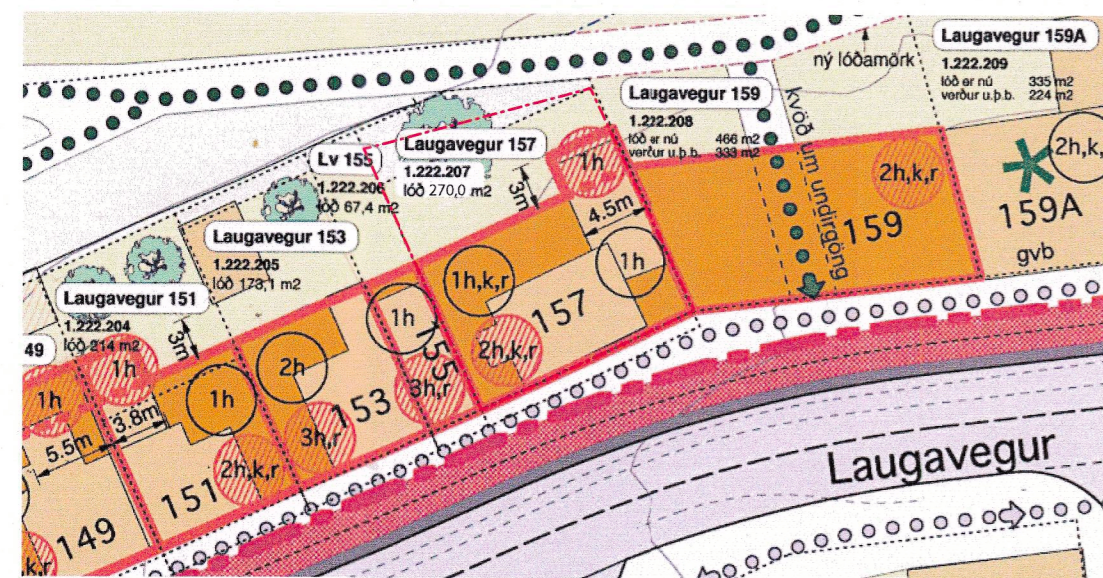 Laugavegur 159A
1.222.209
lóð er nú 335 m2
verður u.þ.b. 224 m2
ný lóðamörk
Laugavegur 159
1.222.208
lóð er nú 466 m2
verður u.þ.b. 333 m2
kvöð um undirgöng
2h,k,r
159
2h,k,
159A
gvb
Laugavegur 157
1.222.207
lóð 270,0 m2
1h
3m
4.5m
1h,k,r
1h
157
2h,k,r
Lv 155
1.222.206
lóð 67,4 m2
1h
155
3h,r
Laugavegur 153
1.222.205
lóð 173,1 m2
2h
153
3h,r
Laugavegur 151
1.222.204
lóð 214 m2
3m
1h
1h
3.8m
151
2h,k,r
49
1h
5.5m
149
k,r
Laugavegur